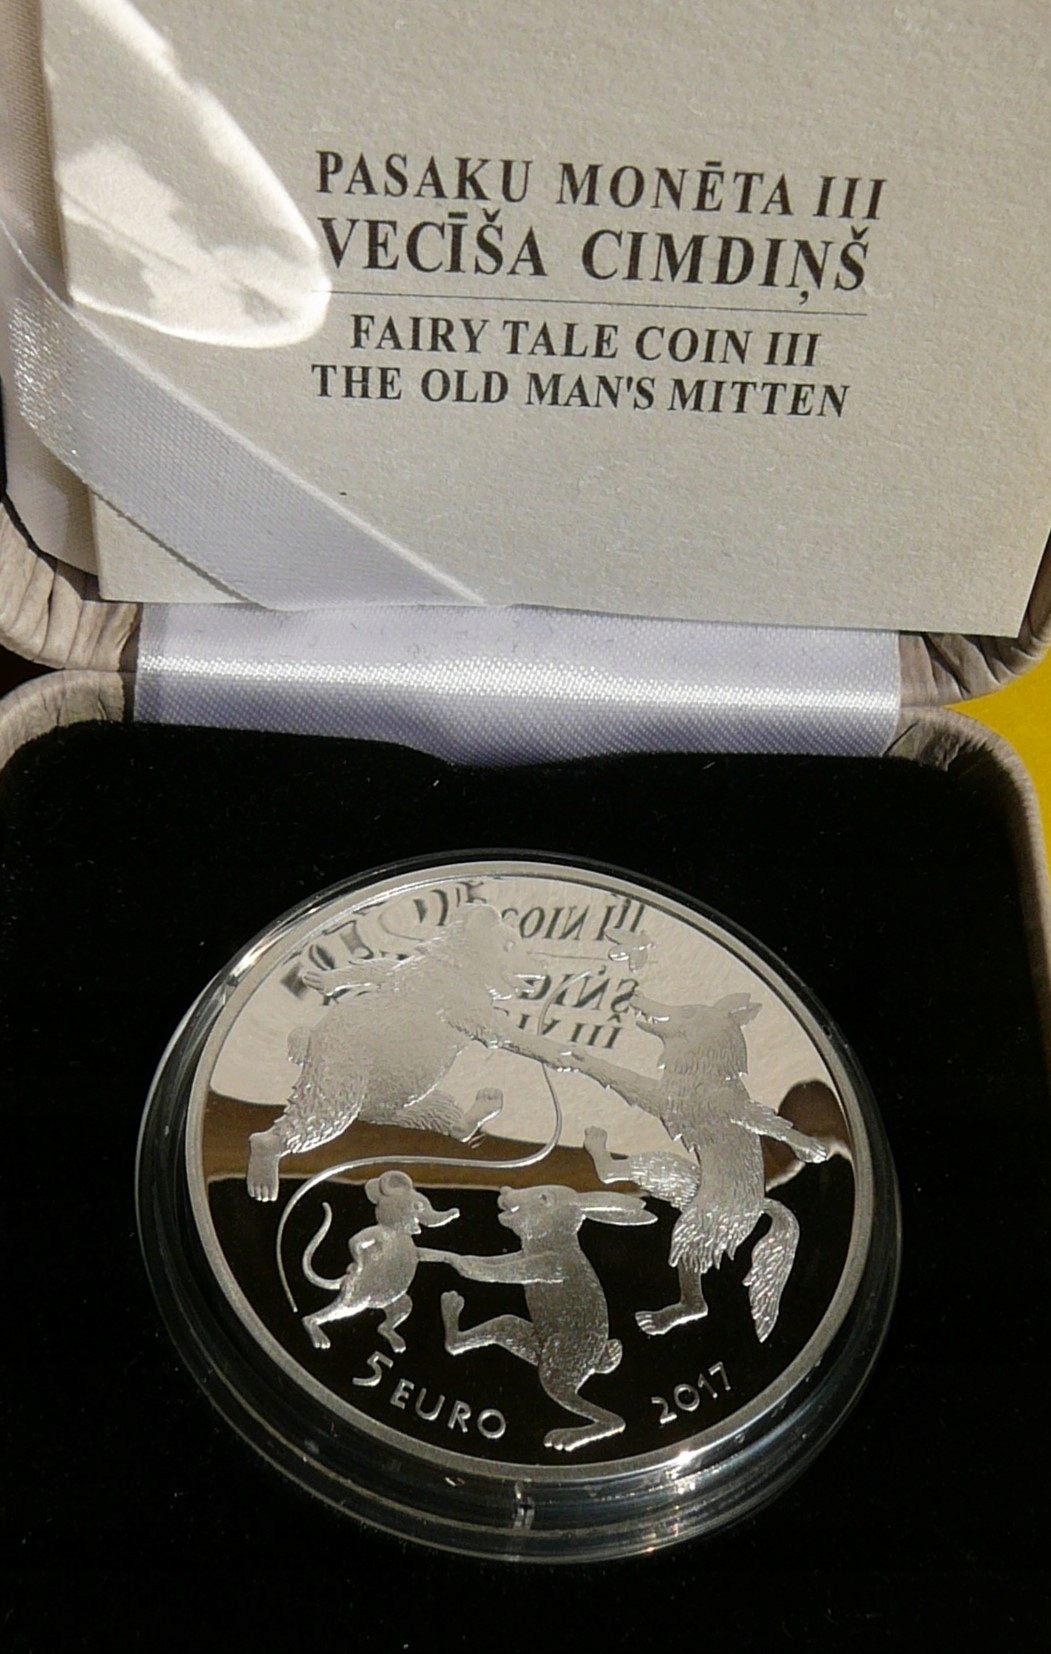 PASAKU MONĒTA III
VECĪŠA CIMDIŅŠ
FAIRY TALE COIN III
THE OLD MAN'S MITTEN
5 EURO 2017